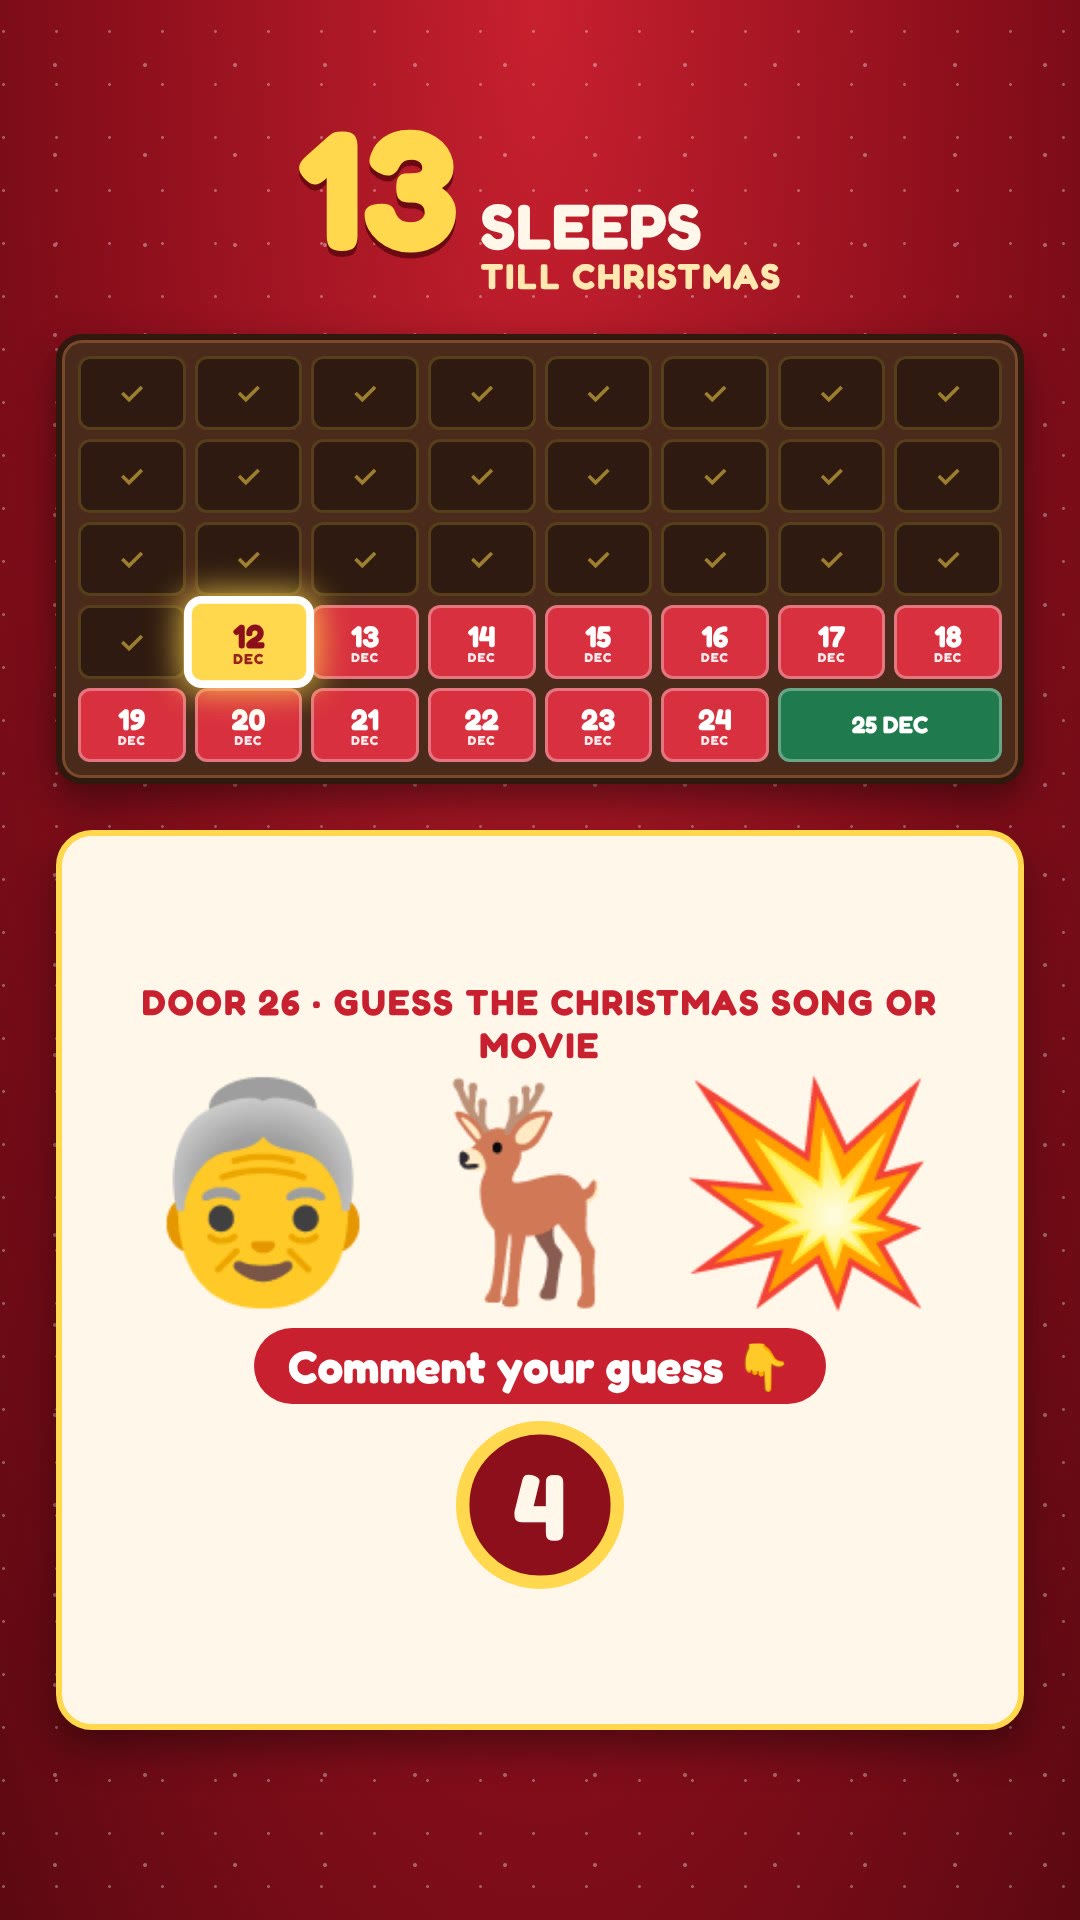 13 SLEEPS
TILL CHRISTMAS
12 DEC
13 DEC
14 DEC
15 DEC
16 DEC
17 DEC
18 DEC
19 DEC
20 DEC
21 DEC
22 DEC
23 DEC
24 DEC
25 DEC
DOOR 26 · GUESS THE CHRISTMAS SONG OR
MOVIE
Comment your guess 👇
4